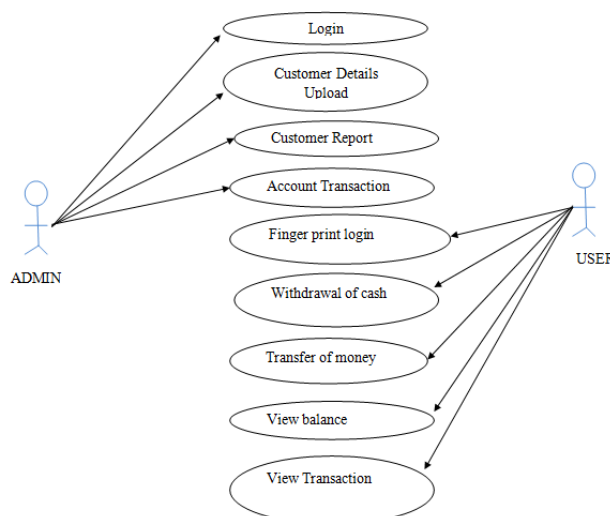 Login
Customer Details
Upload
Customer Report
Account Transaction
Finger print login
ADMIN
USER
Withdrawal of cash
Transfer of money
View balance
View Transaction